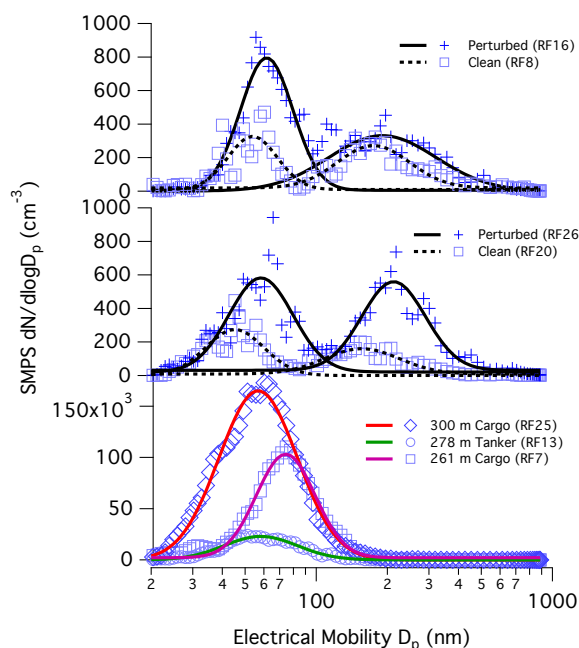 1000
800
600
400
200
0
Perturbed (RF16)
Clean (RF8)
1000
800
600
400
200
0
Perturbed (RF26
Clean (RF20)
SMPS dN/dlogDp (cm-3)
150x10³
100
50
0
300 m Cargo (RF25)
278 m Tanker (RF13)
261 m Cargo (RF7)
2 3 4 5 6 7 100 2 3 4 5 6 7 1000
Electrical Mobility Dp (nm)